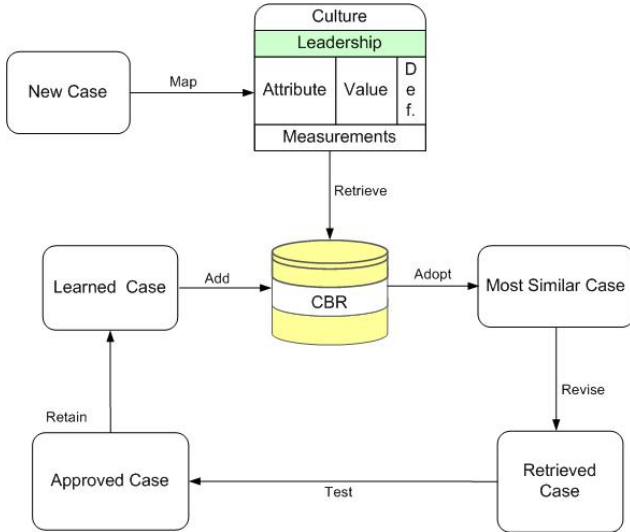 Culture
Leadership
New Case
Map
Attribute
Value
D
e
f.
Measurements
Retrieve
Learned Case
Add
CBR
Adopt
Most Similar Case
Retain
Revise
Approved Case
Test
Retrieved
Case